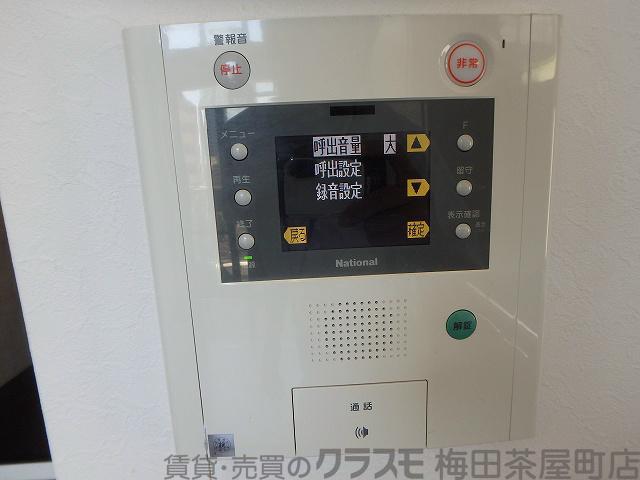 警報音
停止
非常
メニュー
F
呼出音量 大
呼出設定
録音設定
戻る
確定
再生
留守
終了
表示確認
National
解錠
通話
賃貸・売買のクラスモ 梅田茶屋町店